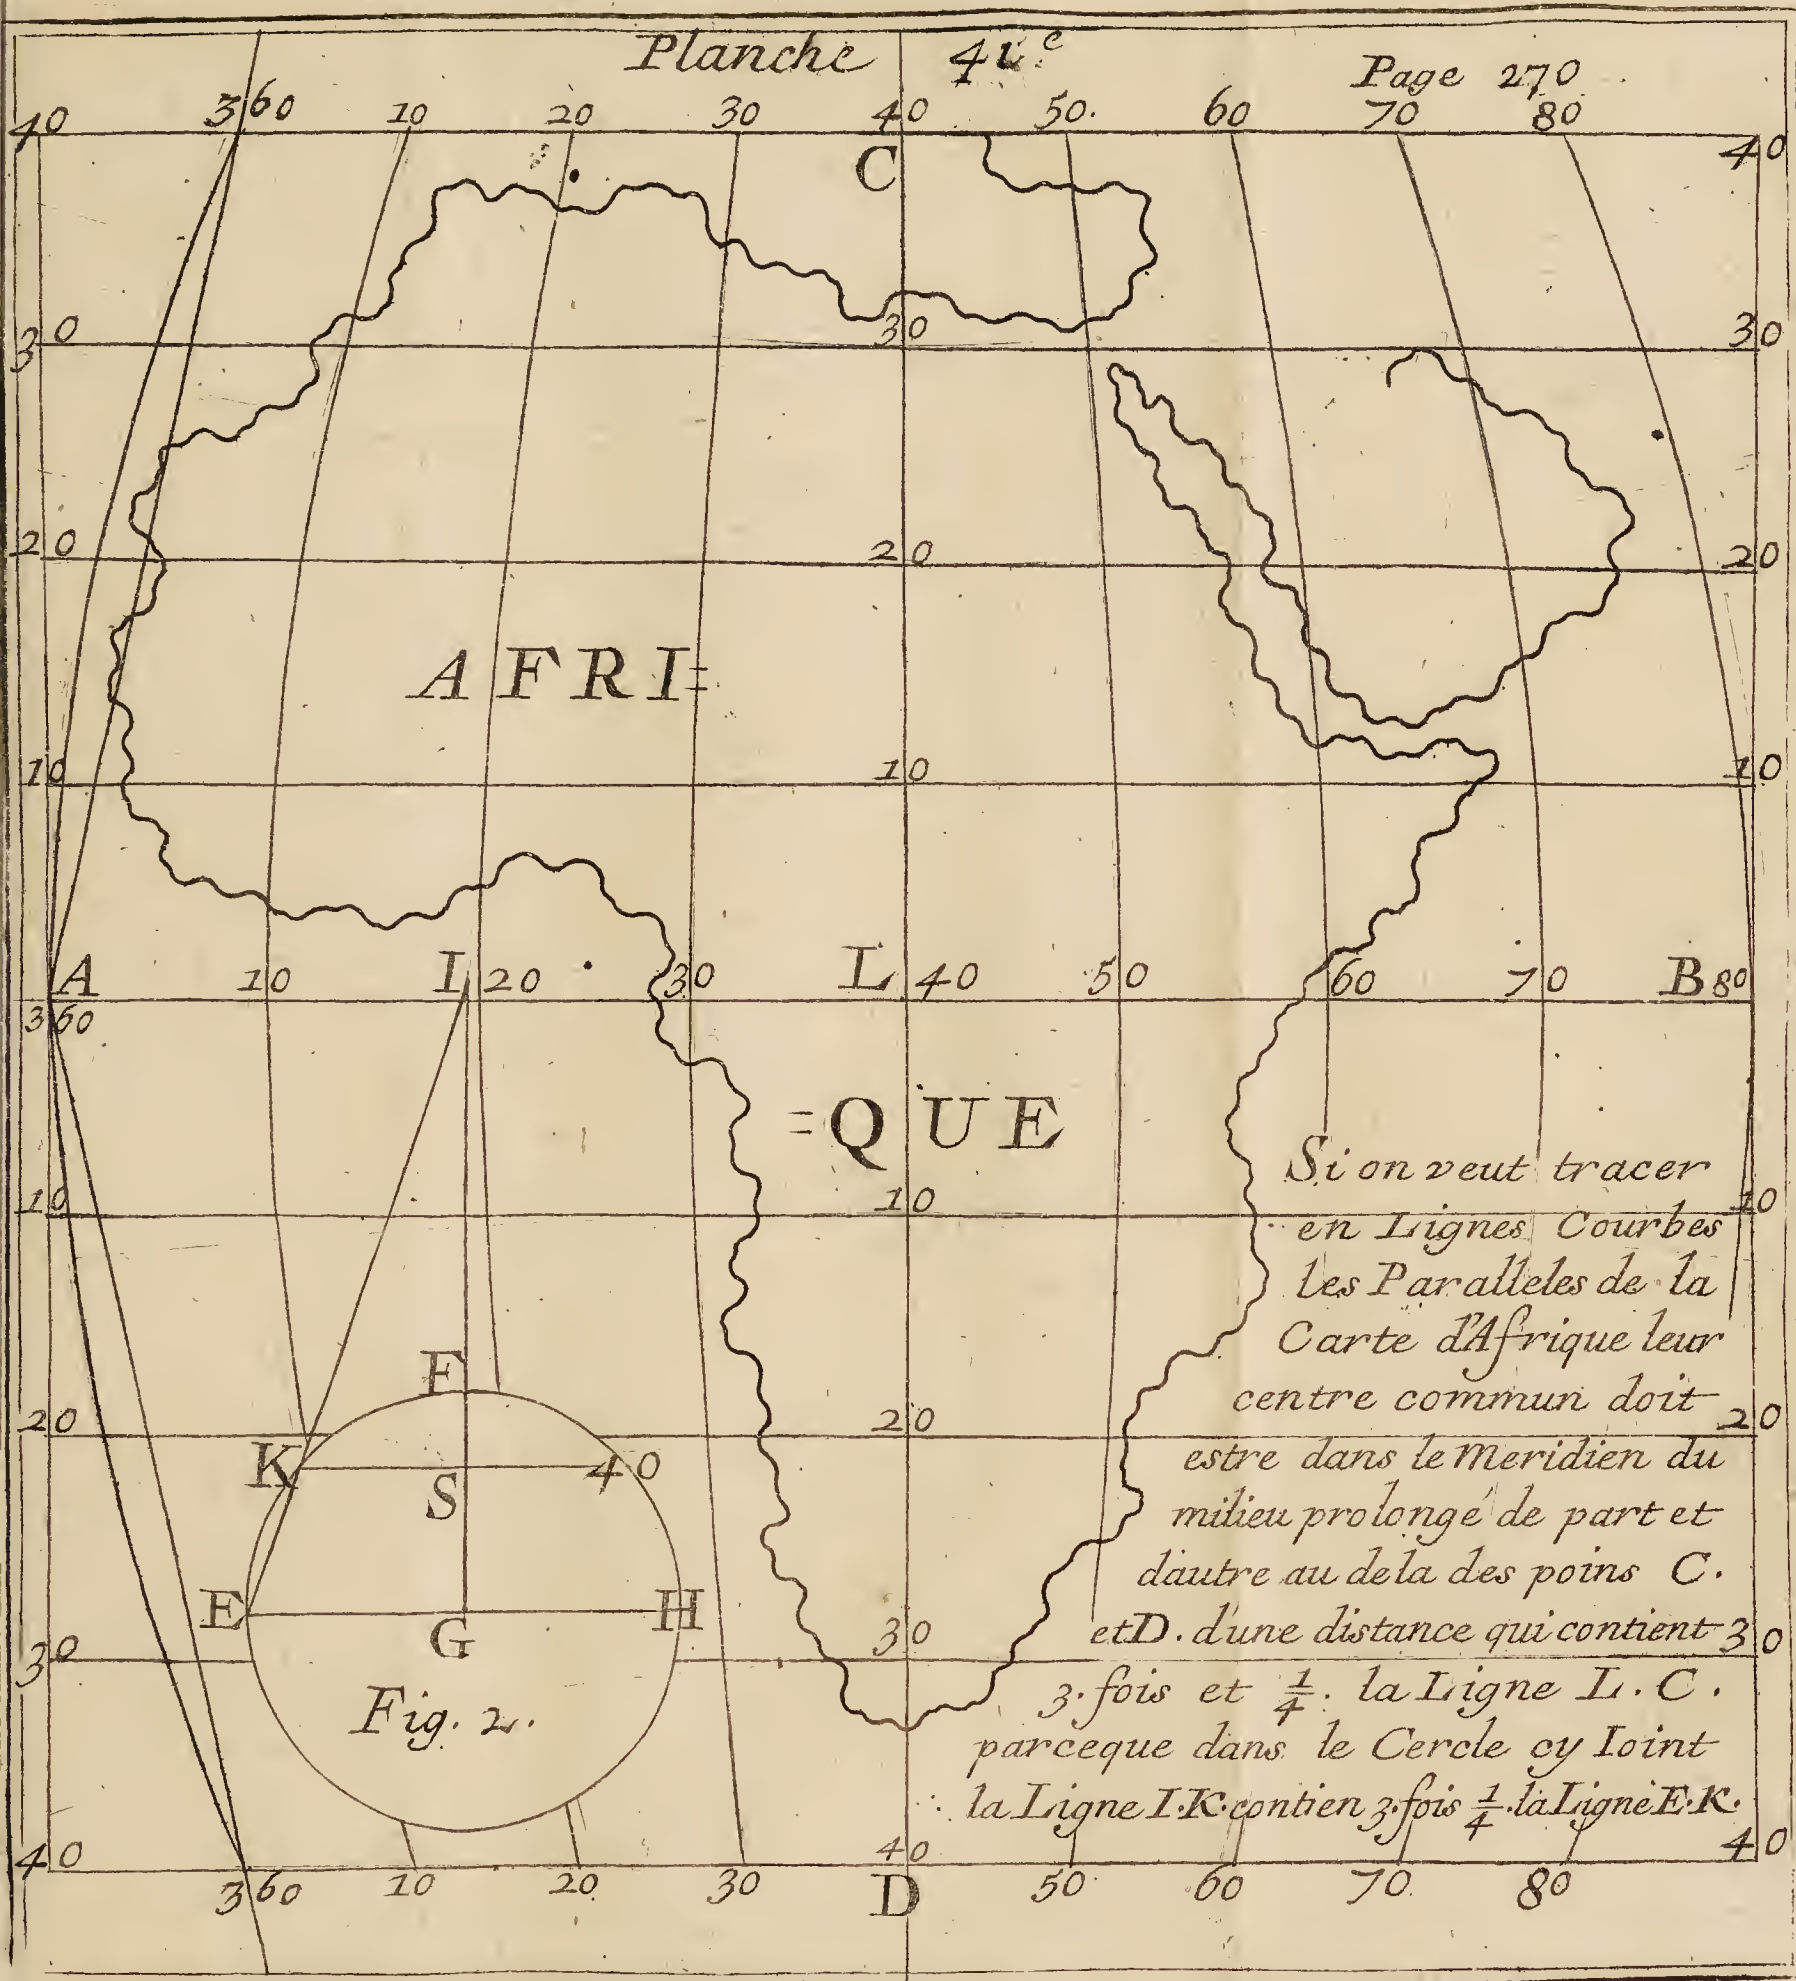 Planche 41.e
Page 270
40 360 10 20 30 40 50. 60 70 80 40
C
30 30 30
20 20 20
AFRI=
10 10 10
A 10 I 20 30 L 40 50 60 70 B 80
360
=QUE
10 10 10
F
20 20 20
K 40
S
E H
G
30 30 30
Fig. 2.
Si on veut tracer
en Lignes Courbes
les Paralleles de la
Carte d'Afrique leur
centre commun doit
estre dans le meridien du
milieu prolongé de part et
dautre au dela des poins C.
et D. d'une distance qui contient
3. fois et 1/4. la Ligne L. C.
parceque dans le Cercle cy Ioint
la Ligne I.K. contien 3. fois 1/4. la Ligne E.K.
40 40 40
360 10 20. 30 D 50. 60 70. 80